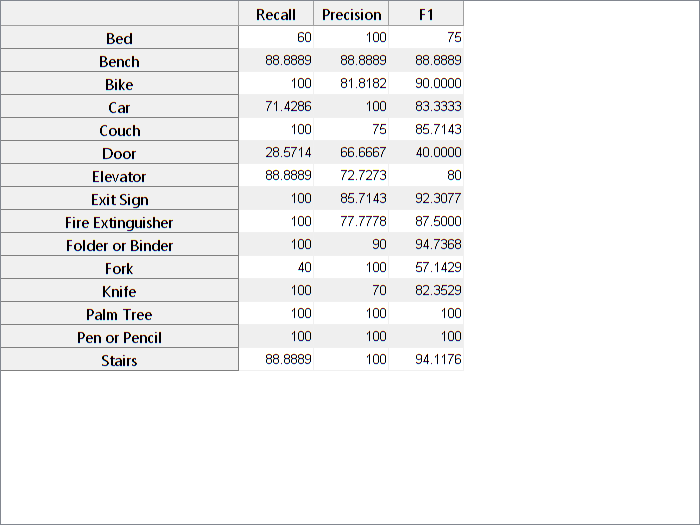 Recall Precision F1
Bed 60 100 75
Bench 88.8889 88.8889 88.8889
Bike 100 81.8182 90.0000
Car 71.4286 100 83.3333
Couch 100 75 85.7143
Door 28.5714 66.6667 40.0000
Elevator 88.8889 72.7273 80
Exit Sign 100 85.7143 92.3077
Fire Extinguisher 100 77.7778 87.5000
Folder or Binder 100 90 94.7368
Fork 40 100 57.1429
Knife 100 70 82.3529
Palm Tree 100 100 100
Pen or Pencil 100 100 100
Stairs 88.8889 100 94.1176